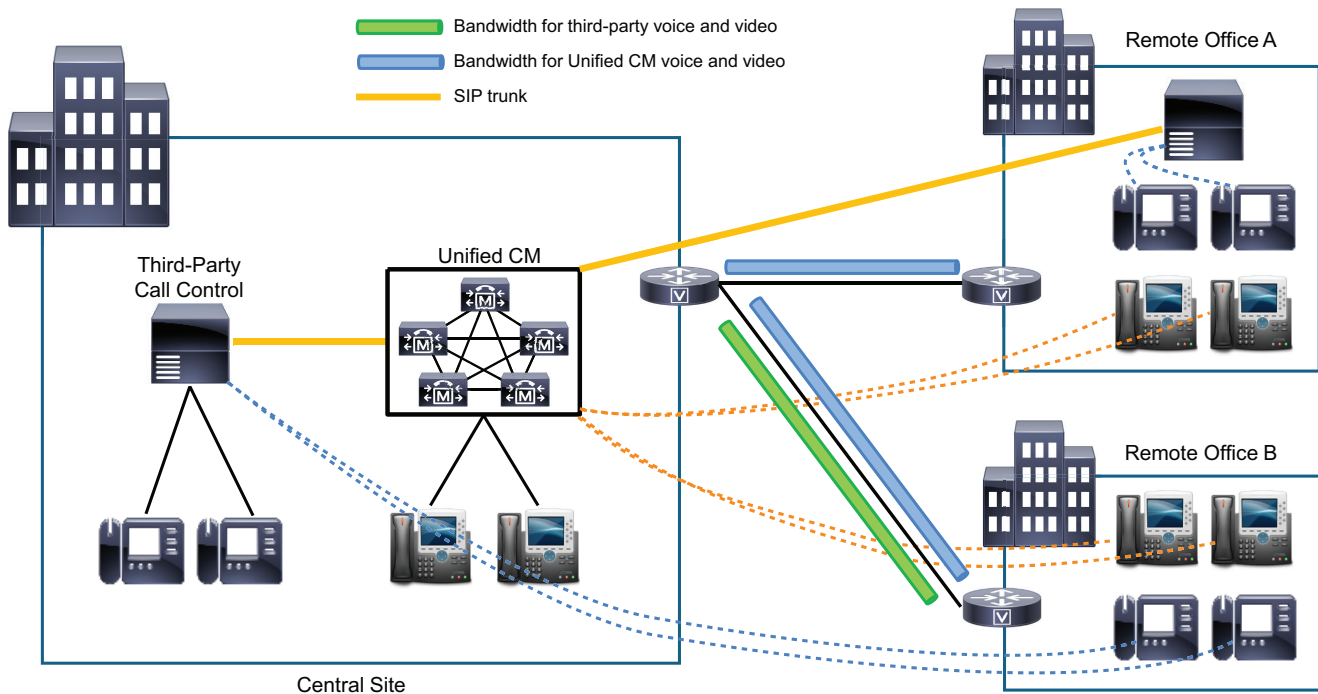 Bandwidth for third-party voice and video
Bandwidth for Unified CM voice and video
SIP trunk
Remote Office A
Third-Party
Call Control
Unified CM
M
M
M
M
M
V
V
Remote Office B
V
Central Site